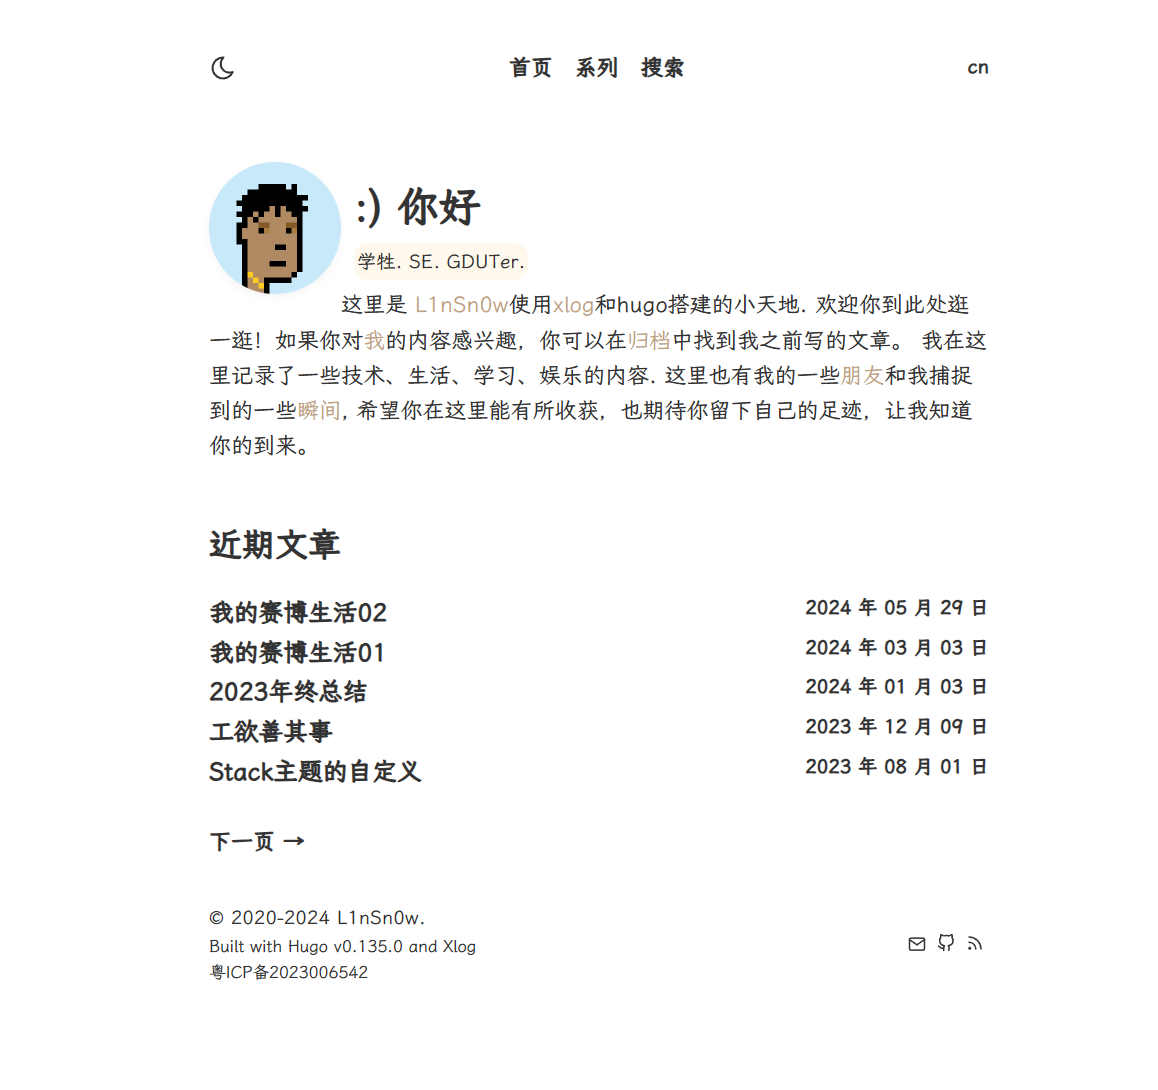 首页 系列 搜索 cn
:) 你好
学牲. SE. GDUTer.
这里是 L1nSn0w使用xlog和hugo搭建的小天地. 欢迎你到此处逛
一逛！如果你对我的内容感兴趣，你可以在归档中找到我之前写的文章。 我在这
里记录了一些技术、生活、学习、娱乐的内容. 这里也有我的一些朋友和我捕捉
到的一些瞬间, 希望你在这里能有所收获，也期待你留下自己的足迹，让我知道
你的到来。
近期文章
我的赛博生活02 2024 年 05 月 29 日
我的赛博生活01 2024 年 03 月 03 日
2023年终总结 2024 年 01 月 03 日
工欲善其事 2023 年 12 月 09 日
Stack主题的自定义 2023 年 08 月 01 日
下一页 →
© 2020-2024 L1nSn0w.
Built with Hugo v0.135.0 and Xlog
粤ICP备2023006542